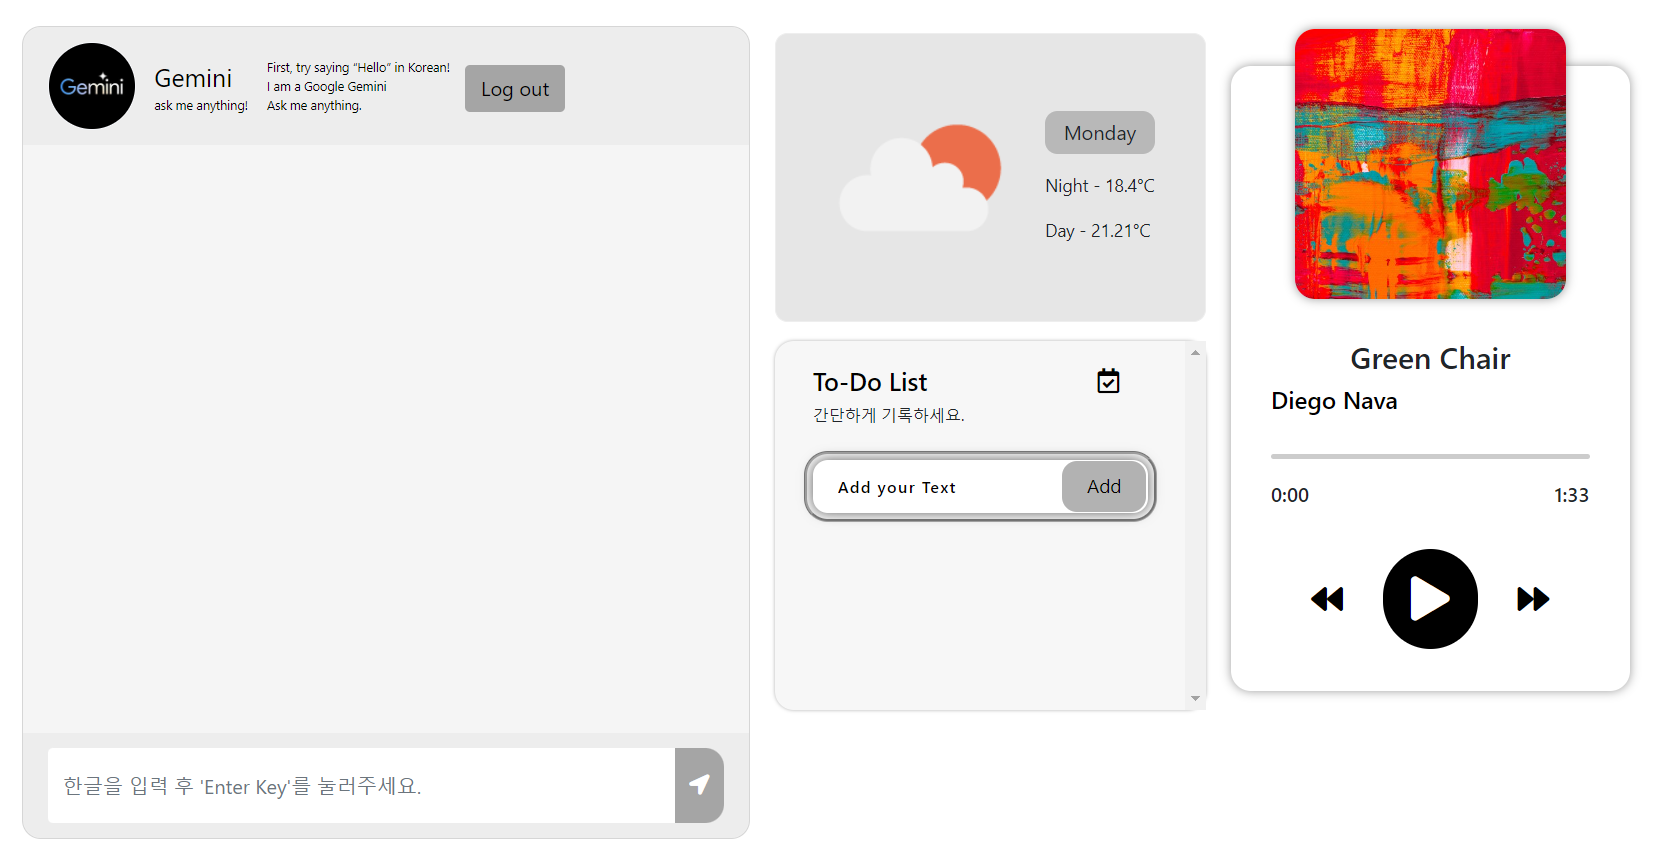 Gemini
Gemini
ask me anything!
First, try saying “Hello” in Korean!
I am a Google Gemini
Ask me anything.
Log out
한글을 입력 후 'Enter Key'를 눌러주세요.
Monday
Night - 18.4°C
Day - 21.21°C
To-Do List
간단하게 기록하세요.
Add your Text
Add
Green Chair
Diego Nava
0:00
1:33